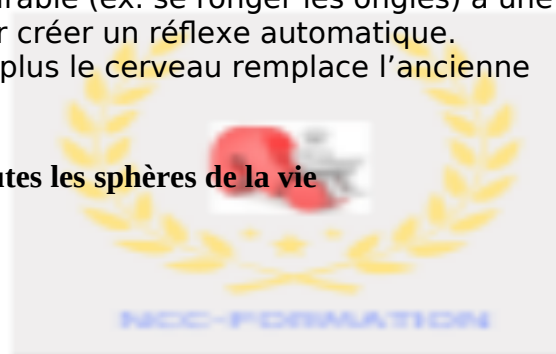 urable (ex. se ronger les ongles) à une
r créer un réflexe automatique.
plus le cerveau remplace l’ancienne
utes les sphères de la vie
NCC-FORMATION